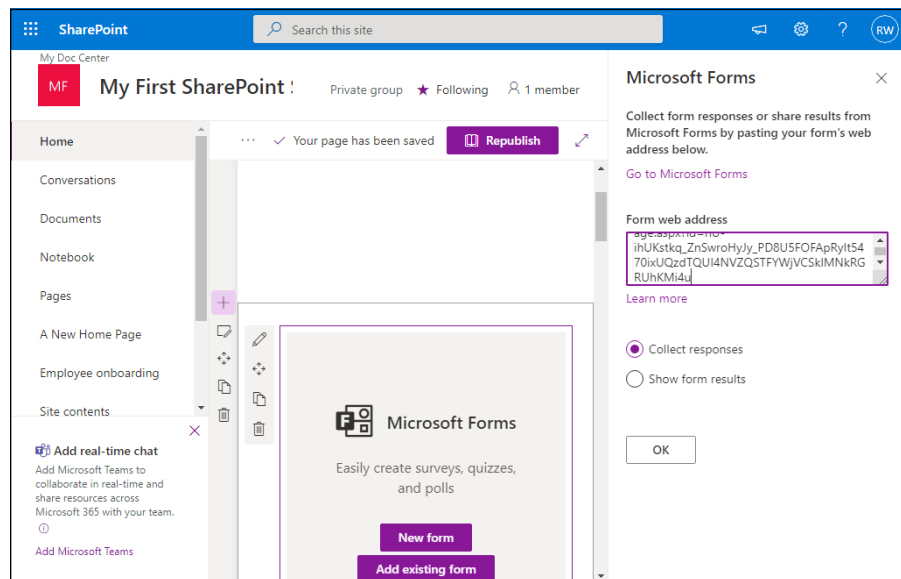 SharePoint
Search this site
?
RW
My Doc Center
MF
My First SharePoint
Private group
Following
1 member
Home
Conversations
Documents
Notebook
Pages
A New Home Page
Employee onboarding
Site contents
Add real-time chat
Add Microsoft Teams to
collaborate in real-time and
share resources across
Microsoft 365 with your team.
Add Microsoft Teams
... 
Your page has been saved
Republish
Microsoft Forms
Easily create surveys, quizzes,
and polls
New form
Add existing form
Microsoft Forms
Collect form responses or share results from
Microsoft Forms by pasting your form's web
address below.
Go to Microsoft Forms
Form web address
Learn more
Collect responses
Show form results
OK